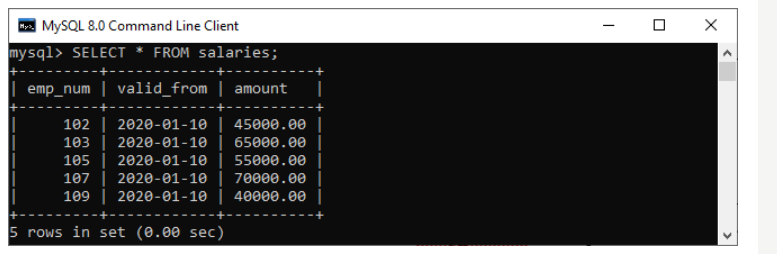 MySQL 8.0 Command Line Client
mysql> SELECT * FROM salaries;
+---------+------------+----------+
| emp_num | valid_from | amount   |
+---------+------------+----------+
|     102 | 2020-01-10 | 45000.00 |
|     103 | 2020-01-10 | 65000.00 |
|     105 | 2020-01-10 | 55000.00 |
|     107 | 2020-01-10 | 70000.00 |
|     109 | 2020-01-10 | 40000.00 |
+---------+------------+----------+
5 rows in set (0.00 sec)